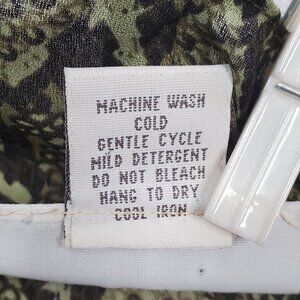 MACHINE WASH
COLD
GENTLE CYCLE
MILD DETERGENT
DO NOT BLEACH
HANG TO DRY
COOL IRON